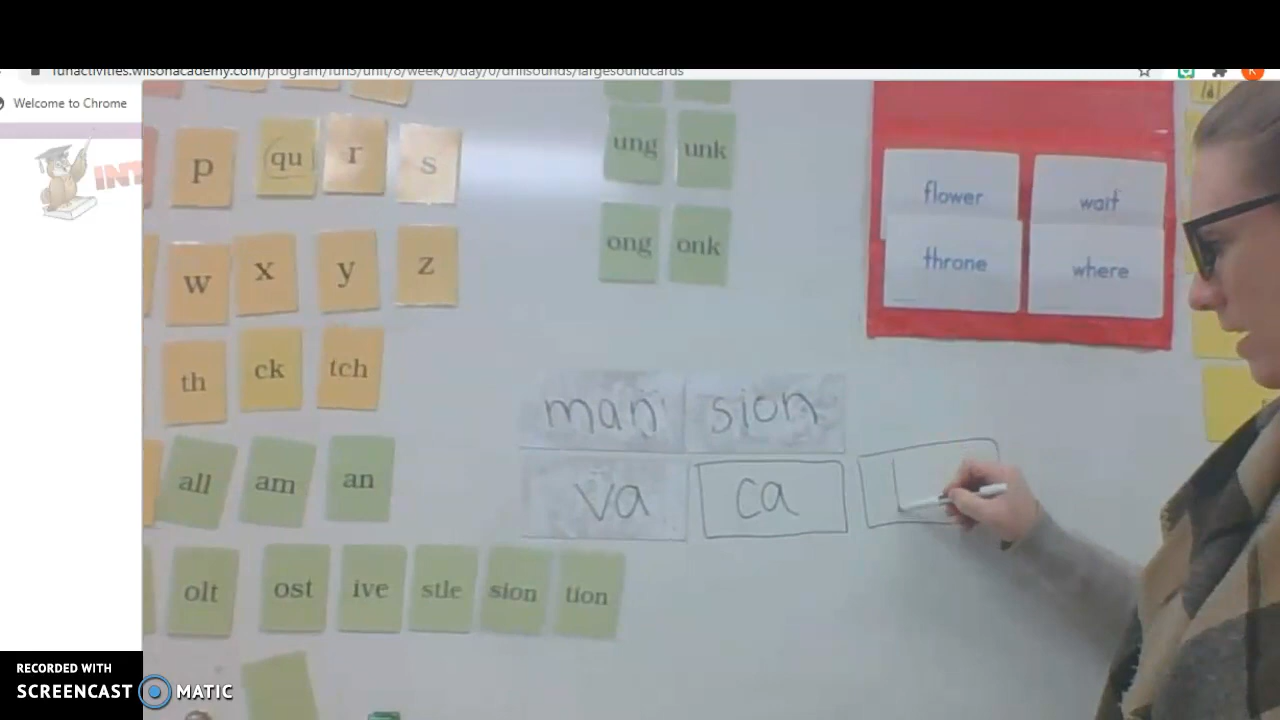 funactivities.wilsonacademy.com/program/fun3/unit/8/week/0/day/0/drillsounds/largesoundcards
Welcome to Chrome
INT
p qu r s
ung unk
flower wait
w x y z
ong onk
throne where
th ck tch
man sion
all am an
va ca
olt ost ive stle sion tion
RECORDED WITH
SCREENCAST MATIC